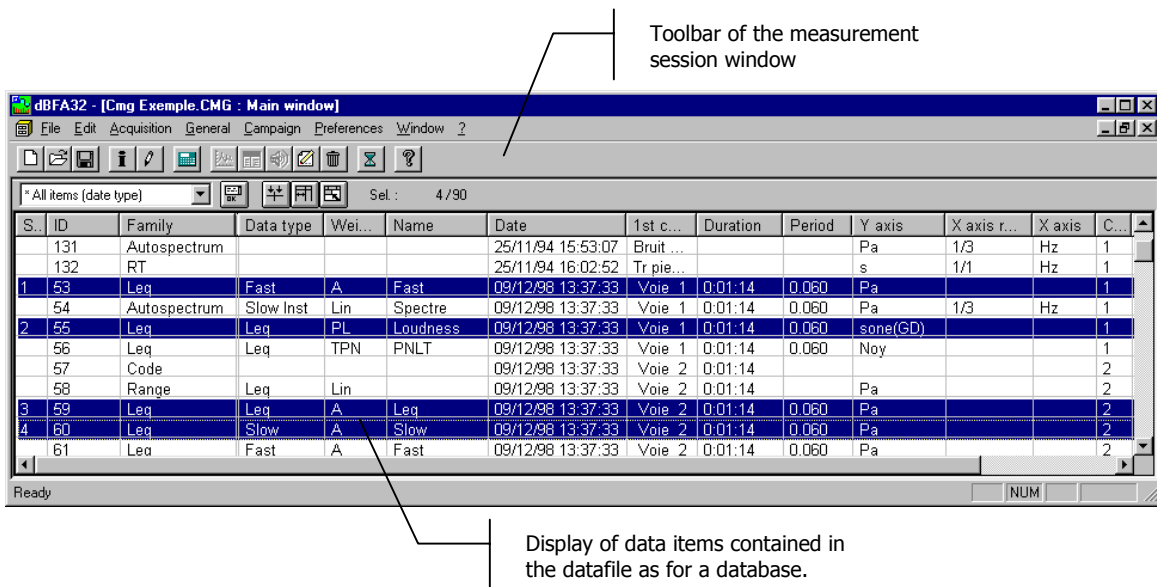 Toolbar of the measurement
session window
dBFA32 - [Cmg Exemple.CMG : Main window]
File Edit Acquisition General Campaign Preferences Window ?
* All items (date type) OK Sel. : 4/90
S.. ID Family Data type Wei... Name Date 1st c... Duration Period Y axis X axis r... X axis C...
131 Autospectrum 25/11/94 15:53:07 Bruit ... Pa 1/3 Hz 1
132 RT 25/11/94 16:02:52 Tr pie... s 1/1 Hz 1
1 53 Leq Fast A Fast 09/12/98 13:37:33 Voie 1 0:01:14 0.060 Pa 1
54 Autospectrum Slow Inst Lin Spectre 09/12/98 13:37:33 Voie 1 0:01:14 0.060 Pa 1/3 Hz 1
2 55 Leq Leq PL Loudness 09/12/98 13:37:33 Voie 1 0:01:14 0.060 sone(GD) 1
56 Leq Leq TPN PNLT 09/12/98 13:37:33 Voie 1 0:01:14 0.060 Noy 1
57 Code 09/12/98 13:37:33 Voie 2 0:01:14 2
58 Range Leq Lin 09/12/98 13:37:33 Voie 2 0:01:14 Pa 2
3 59 Leq Leq A Leq 09/12/98 13:37:33 Voie 2 0:01:14 0.060 Pa 2
4 60 Leq Slow A Slow 09/12/98 13:37:33 Voie 2 0:01:14 0.060 Pa 2
61 Leq Fast A Fast 09/12/98 13:37:33 Voie 2 0:01:14 0.060 Pa 2
Ready NUM
Display of data items contained in
the datafile as for a database.